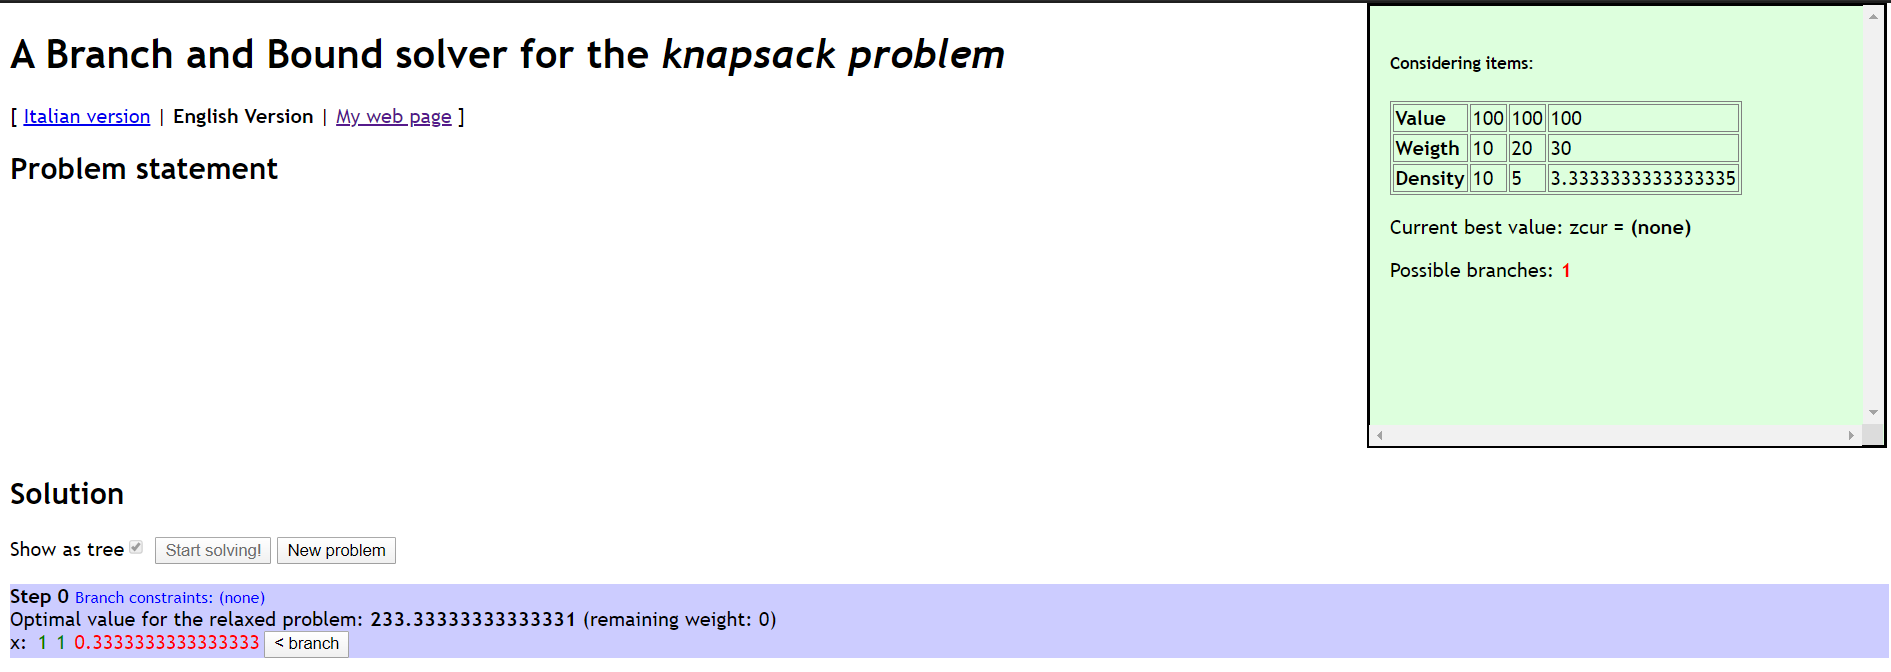 A Branch and Bound solver for the knapsack problem
[ Italian version | English Version | My web page ]
Problem statement
Considering items:
Value 100 100 100
Weigth 10 20 30
Density 10 5 3.3333333333333335
Current best value: zcur = (none)
Possible branches: 1
Solution
Show as tree Start solving! New problem
Step 0 Branch constraints: (none)
Optimal value for the relaxed problem: 233.33333333333331 (remaining weight: 0)
x: 1 1 0.3333333333333333 < branch